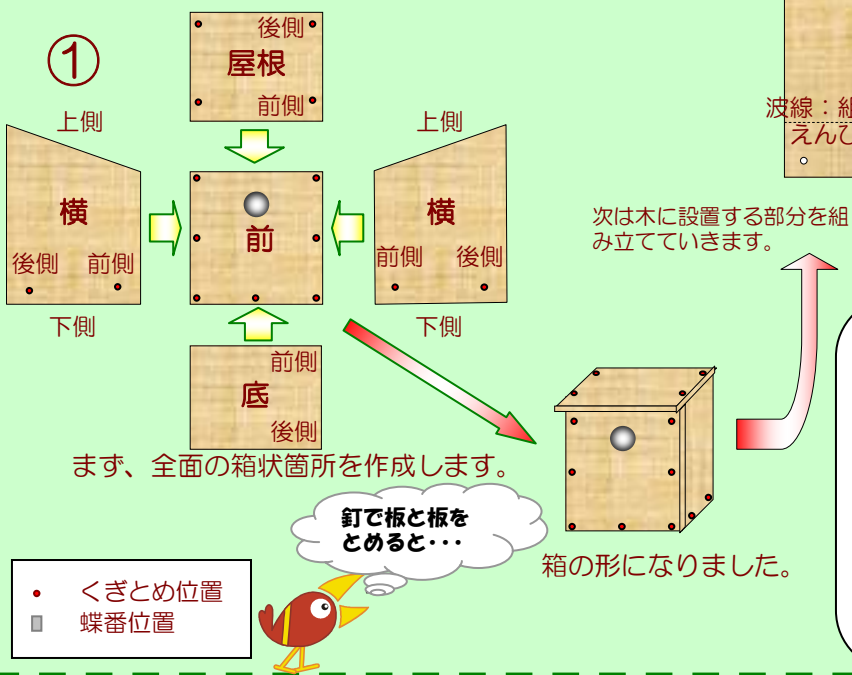 ①
後側
屋根
前側
上側
横
後側 前側
下側
前
上側
横
前側 後側
下側
前側
底
後側
まず、全面の箱状箇所を作成します。
釘で板と板を
とめると・・・
箱の形になりました。
くぎとめ位置
蝶番位置
波線：
えんぴ
次は木に設置する部分を組
み立てていきます。